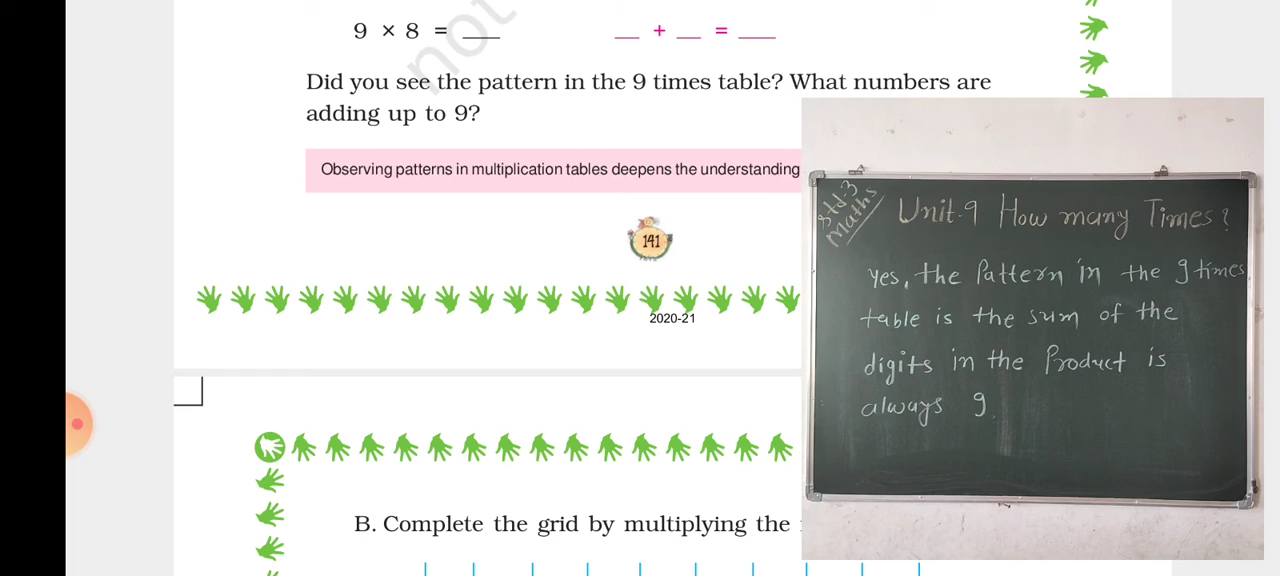 9 × 8 = ___
__ + __ = ___
not
Did you see the pattern in the 9 times table? What numbers are
adding up to 9?
Observing patterns in multiplication tables deepens the understanding
141
2020-21
B. Complete the grid by multiplying the
Std-3
Maths
Unit-9 How many Times?
Yes, the Pattern in the 9 times
table is the sum of the
digits in the Product is
always 9.